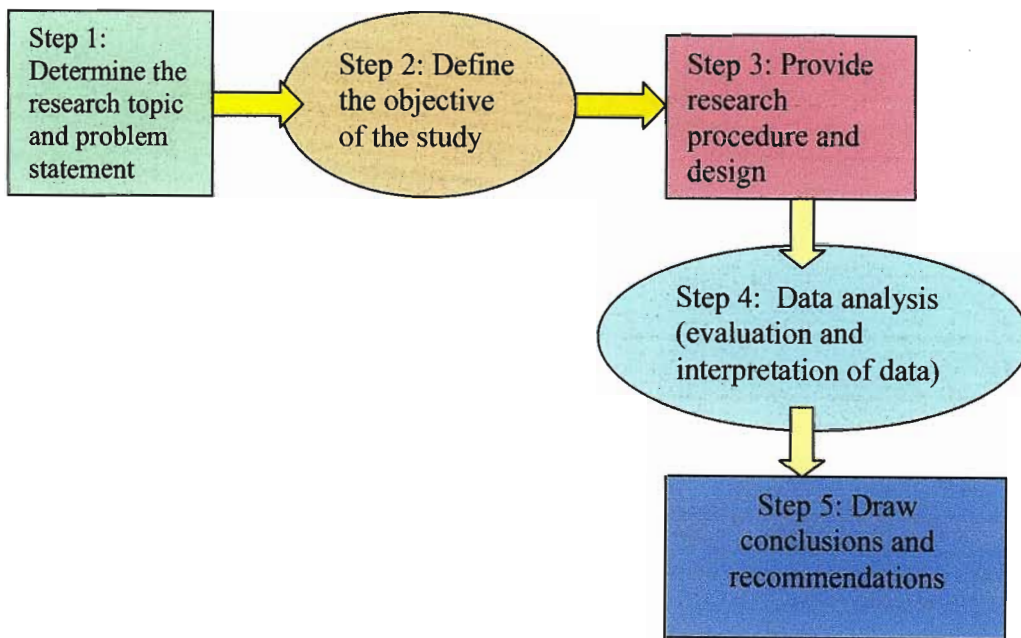 Step 1:
Determine the
research topic
and problem
statement
Step 2: Define
the objective
of the study
Step 3: Provide
research
procedure and
design
Step 4:  Data analysis
(evaluation and
interpretation of data)
Step 5: Draw
conclusions and
recommendations